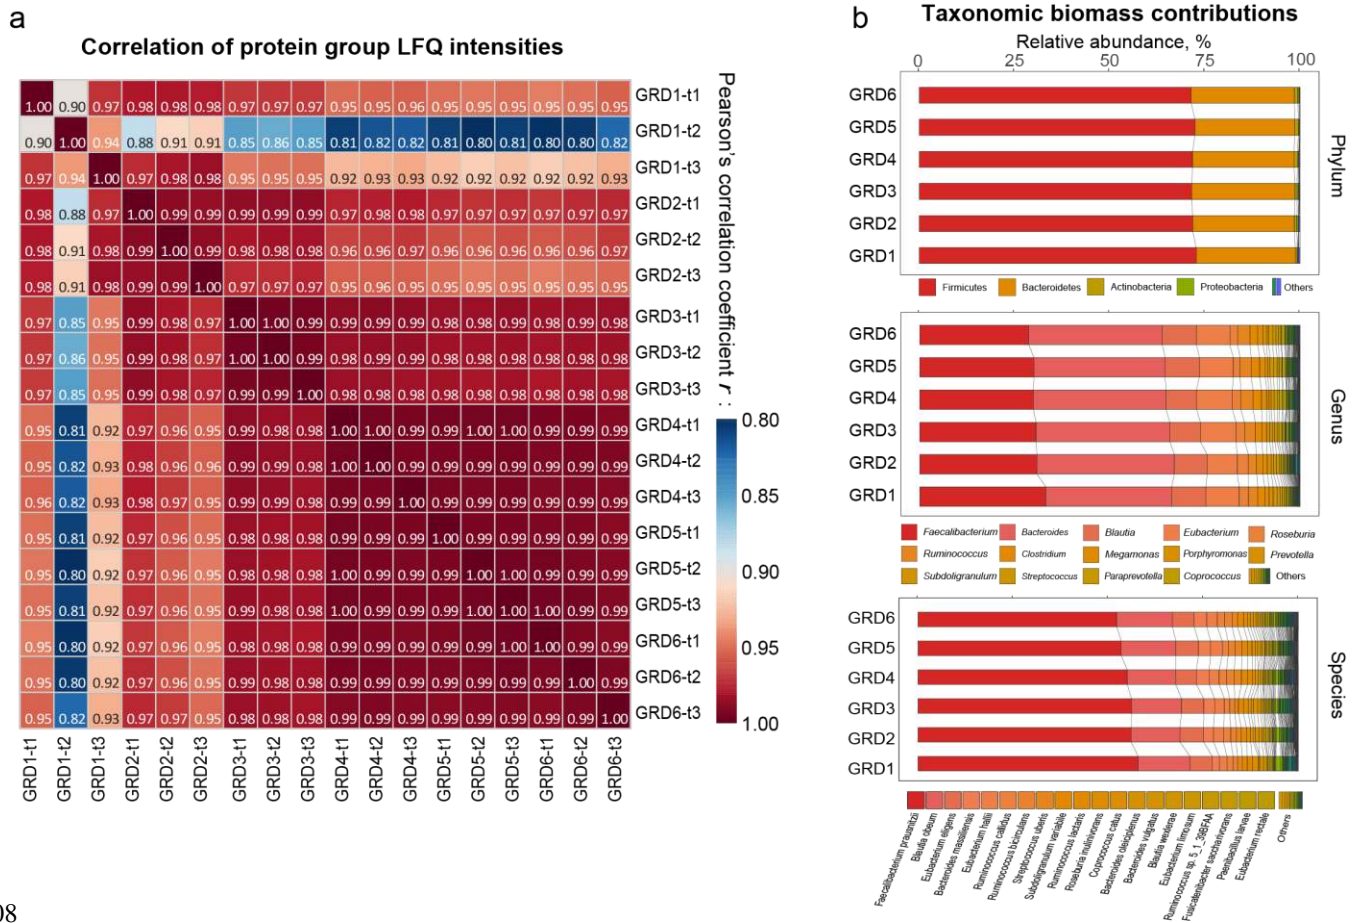 a
Correlation of protein group LFQ intensities
1.00 0.90 0.97 0.98 0.98 0.98 0.97 0.97 0.97 0.95 0.95 0.96 0.95 0.95 0.95 0.95 0.95 0.95 GRD1-t1
0.90 1.00 0.94 0.88 0.91 0.91 0.85 0.86 0.85 0.81 0.82 0.82 0.81 0.80 0.81 0.80 0.80 0.82 GRD1-t2
0.97 0.94 1.00 0.97 0.98 0.98 0.95 0.95 0.95 0.92 0.93 0.93 0.92 0.92 0.92 0.92 0.92 0.93 GRD1-t3
0.98 0.88 0.97 1.00 0.99 0.99 0.99 0.99 0.99 0.97 0.98 0.98 0.97 0.97 0.97 0.97 0.97 0.97 GRD2-t1
0.98 0.91 0.98 0.99 1.00 0.99 0.98 0.98 0.98 0.96 0.96 0.97 0.96 0.96 0.96 0.96 0.96 0.97 GRD2-t2
0.98 0.91 0.98 0.99 0.99 1.00 0.97 0.97 0.97 0.95 0.96 0.95 0.95 0.95 0.95 0.95 0.95 0.95 GRD2-t3
0.97 0.85 0.95 0.99 0.98 0.97 1.00 1.00 0.99 0.99 0.99 0.99 0.98 0.98 0.99 0.98 0.99 0.98 GRD3-t1
0.97 0.86 0.95 0.99 0.98 0.97 1.00 1.00 0.99 0.98 0.99 0.99 0.98 0.98 0.98 0.98 0.98 0.98 GRD3-t2
0.97 0.85 0.95 0.99 0.98 0.97 0.99 0.99 1.00 0.98 0.98 0.98 0.98 0.98 0.98 0.98 0.98 0.98 GRD3-t3
0.95 0.81 0.92 0.97 0.96 0.95 0.99 0.98 0.98 1.00 1.00 0.99 0.99 1.00 1.00 0.99 0.99 0.99 GRD4-t1
0.95 0.82 0.93 0.98 0.96 0.96 0.99 0.99 0.98 1.00 1.00 0.99 0.99 0.99 0.99 0.99 0.99 0.99 GRD4-t2
0.96 0.82 0.93 0.98 0.97 0.95 0.99 0.99 0.98 0.99 0.99 1.00 0.99 0.99 0.99 0.99 0.99 0.99 GRD4-t3
0.95 0.81 0.92 0.97 0.96 0.95 0.98 0.98 0.98 0.99 0.99 0.99 1.00 0.99 0.99 0.99 0.99 0.99 GRD5-t1
0.95 0.80 0.92 0.97 0.96 0.95 0.98 0.98 0.98 1.00 0.99 0.99 0.99 1.00 1.00 0.99 0.99 0.99 GRD5-t2
0.95 0.81 0.92 0.97 0.96 0.95 0.99 0.98 0.98 1.00 0.99 0.99 0.99 1.00 1.00 1.00 0.99 0.99 GRD5-t3
0.95 0.80 0.92 0.97 0.96 0.95 0.98 0.98 0.98 0.99 0.99 0.99 0.99 0.99 1.00 1.00 0.99 0.99 GRD6-t1
0.95 0.80 0.92 0.97 0.96 0.95 0.99 0.98 0.98 0.99 0.99 0.99 0.99 0.99 0.99 0.99 1.00 0.99 GRD6-t2
0.95 0.82 0.93 0.97 0.97 0.95 0.98 0.98 0.98 0.99 0.99 0.99 0.99 0.99 0.99 0.99 0.99 1.00 GRD6-t3
GRD1-t1 GRD1-t2 GRD1-t3 GRD2-t1 GRD2-t2 GRD2-t3 GRD3-t1 GRD3-t2 GRD3-t3 GRD4-t1 GRD4-t2 GRD4-t3 GRD5-t1 GRD5-t2 GRD5-t3 GRD6-t1 GRD6-t2 GRD6-t3
Pearson's correlation coefficient r :
0.80
0.85
0.90
0.95
1.00
b
Taxonomic biomass contributions
Relative abundance, %
0 25 50 75 100
GRD6
GRD5
GRD4
GRD3
GRD2
GRD1
Phylum
Firmicutes Bacteroidetes Actinobacteria Proteobacteria Others
GRD6
GRD5
GRD4
GRD3
GRD2
GRD1
Genus
Faecalibacterium Bacteroides Blautia Eubacterium Roseburia
Ruminococcus Clostridium Megamonas Porphyromonas Prevotella
Subdoligranulum Streptococcus Paraprevotella Coprococcus Others
GRD6
GRD5
GRD4
GRD3
GRD2
GRD1
Species
Faecalibacterium prausnitzii
Blautia obeum
Eubacterium eligens
Bacteroides massiliensis
Eubacterium hallii
Ruminococcus callidus
Ruminococcus bicirculans
Streptococcus uberis
Subdoligranulum variabile
Ruminococcus lactaris
Roseburia inulinivorans
Coprococcus catus
Bacteroides oleiciplenus
Bacteroides vulgatus
Blautia wexlerae
Eubacterium limosum
Ruminococcus sp. 5_1_39BFAA
Fusicatenibacter saccharivorans
Paenibacillus larvae
Eubacterium rectale
Others
08